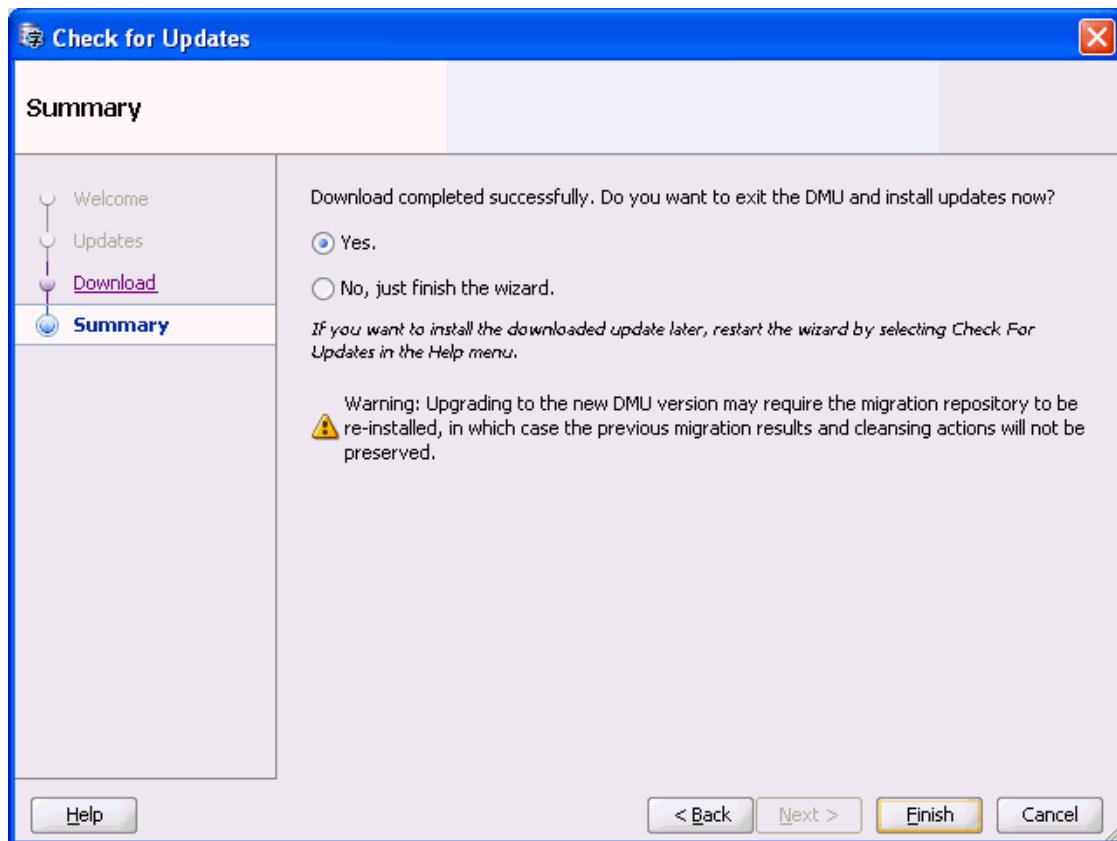 Check for Updates
Summary
Welcome
Updates
Download
Summary
Download completed successfully. Do you want to exit the DMU and install updates now?
Yes.
No, just finish the wizard.
If you want to install the downloaded update later, restart the wizard by selecting Check For
Updates in the Help menu.
Warning: Upgrading to the new DMU version may require the migration repository to be
re-installed, in which case the previous migration results and cleansing actions will not be
preserved.
Help
< Back
Next >
Finish
Cancel